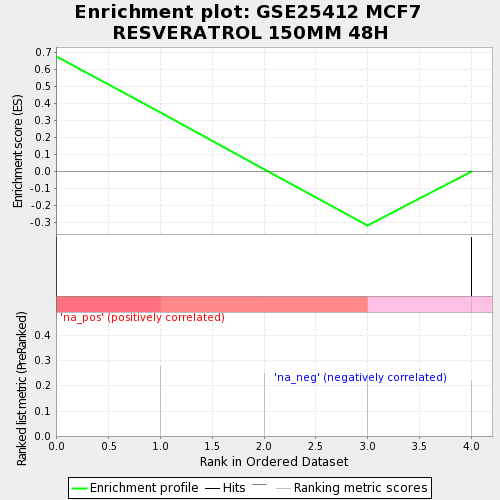 Enrichment plot: GSE25412 MCF7
RESVERATROL 150MM 48H
Enrichment score (ES)
0.7
0.6
0.5
0.4
0.3
0.2
0.1
0.0
-0.1
-0.2
-0.3
'na_pos' (positively correlated)
Ranked list metric (PreRanked)
0.4
0.3
0.2
0.1
0.0
'na_neg' (negatively correlated)
0.0 0.5 1.0 1.5 2.0 2.5 3.0 3.5 4.0
Rank in Ordered Dataset
Enrichment profile Hits Ranking metric scores